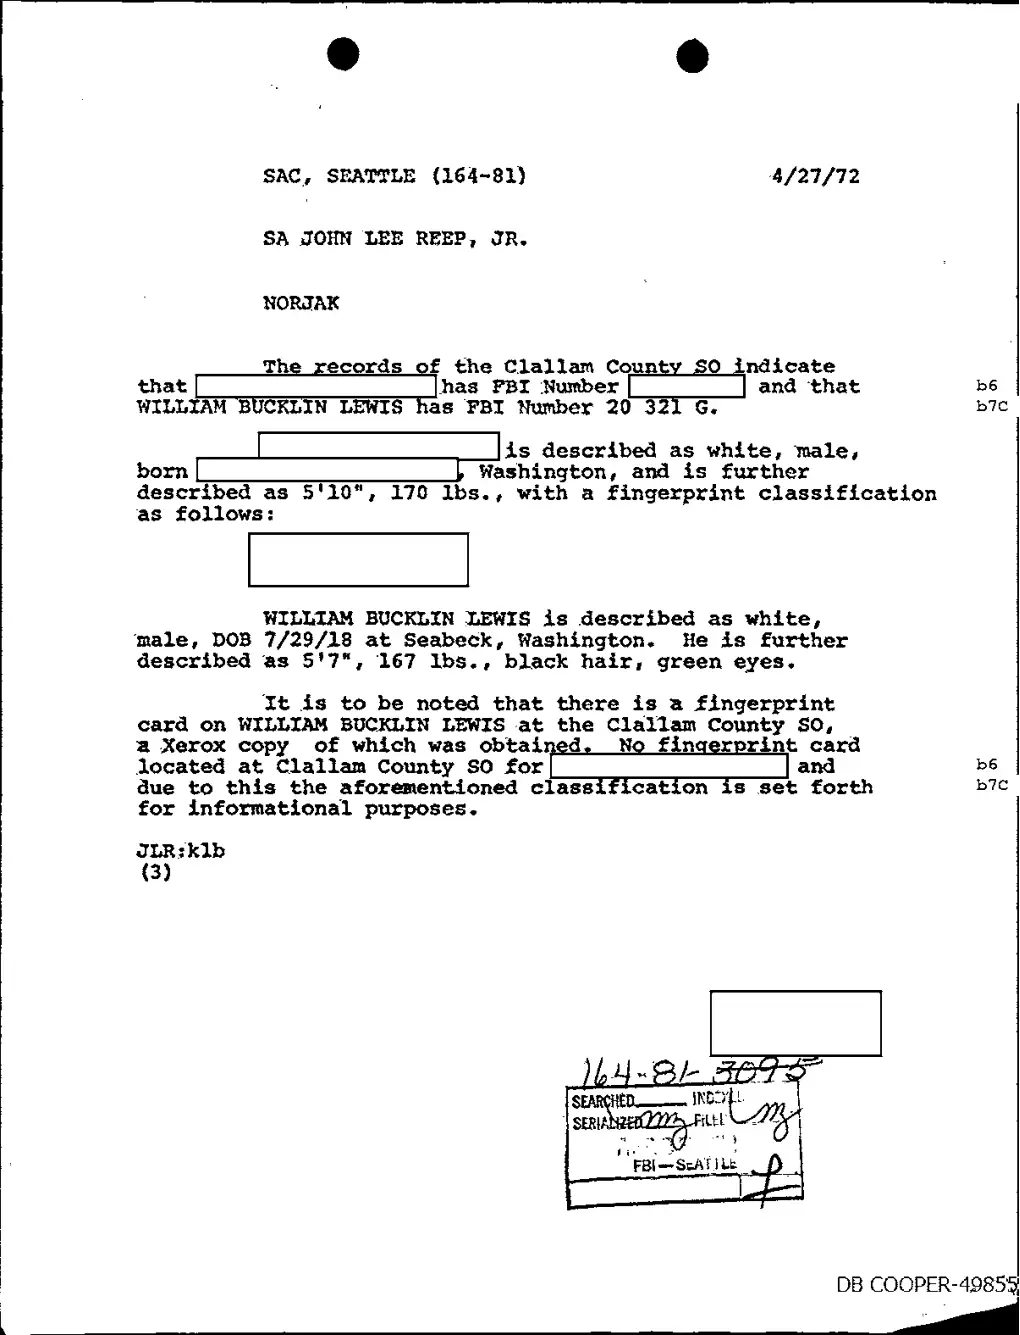 SAC, SEATTLE (164-81) 4/27/72
SA JOHN LEE REEP, JR.
NORJAK
The records of the Clallam County SO indicate
that has FBI Number and that
b6
WILLIAM BUCKLIN LEWIS has FBI Number 20 321 G.
b7C
is described as white, male,
born , Washington, and is further
described as 5'10", 170 lbs., with a fingerprint classification
as follows:
WILLIAM BUCKLIN LEWIS is described as white,
male, DOB 7/29/18 at Seabeck, Washington. He is further
described as 5'7", 167 lbs., black hair, green eyes.
It is to be noted that there is a fingerprint
card on WILLIAM BUCKLIN LEWIS at the Clallam County SO,
a Xerox copy of which was obtained. No fingerprint card
located at Clallam County SO for and
b6
due to this the aforementioned classification is set forth
b7C
for informational purposes.
JLR:klb
(3)
164-81-3095
SEARCHED INDEXED
SERIALIZED FILED
FBI—SEATTLE
DB COOPER-49855